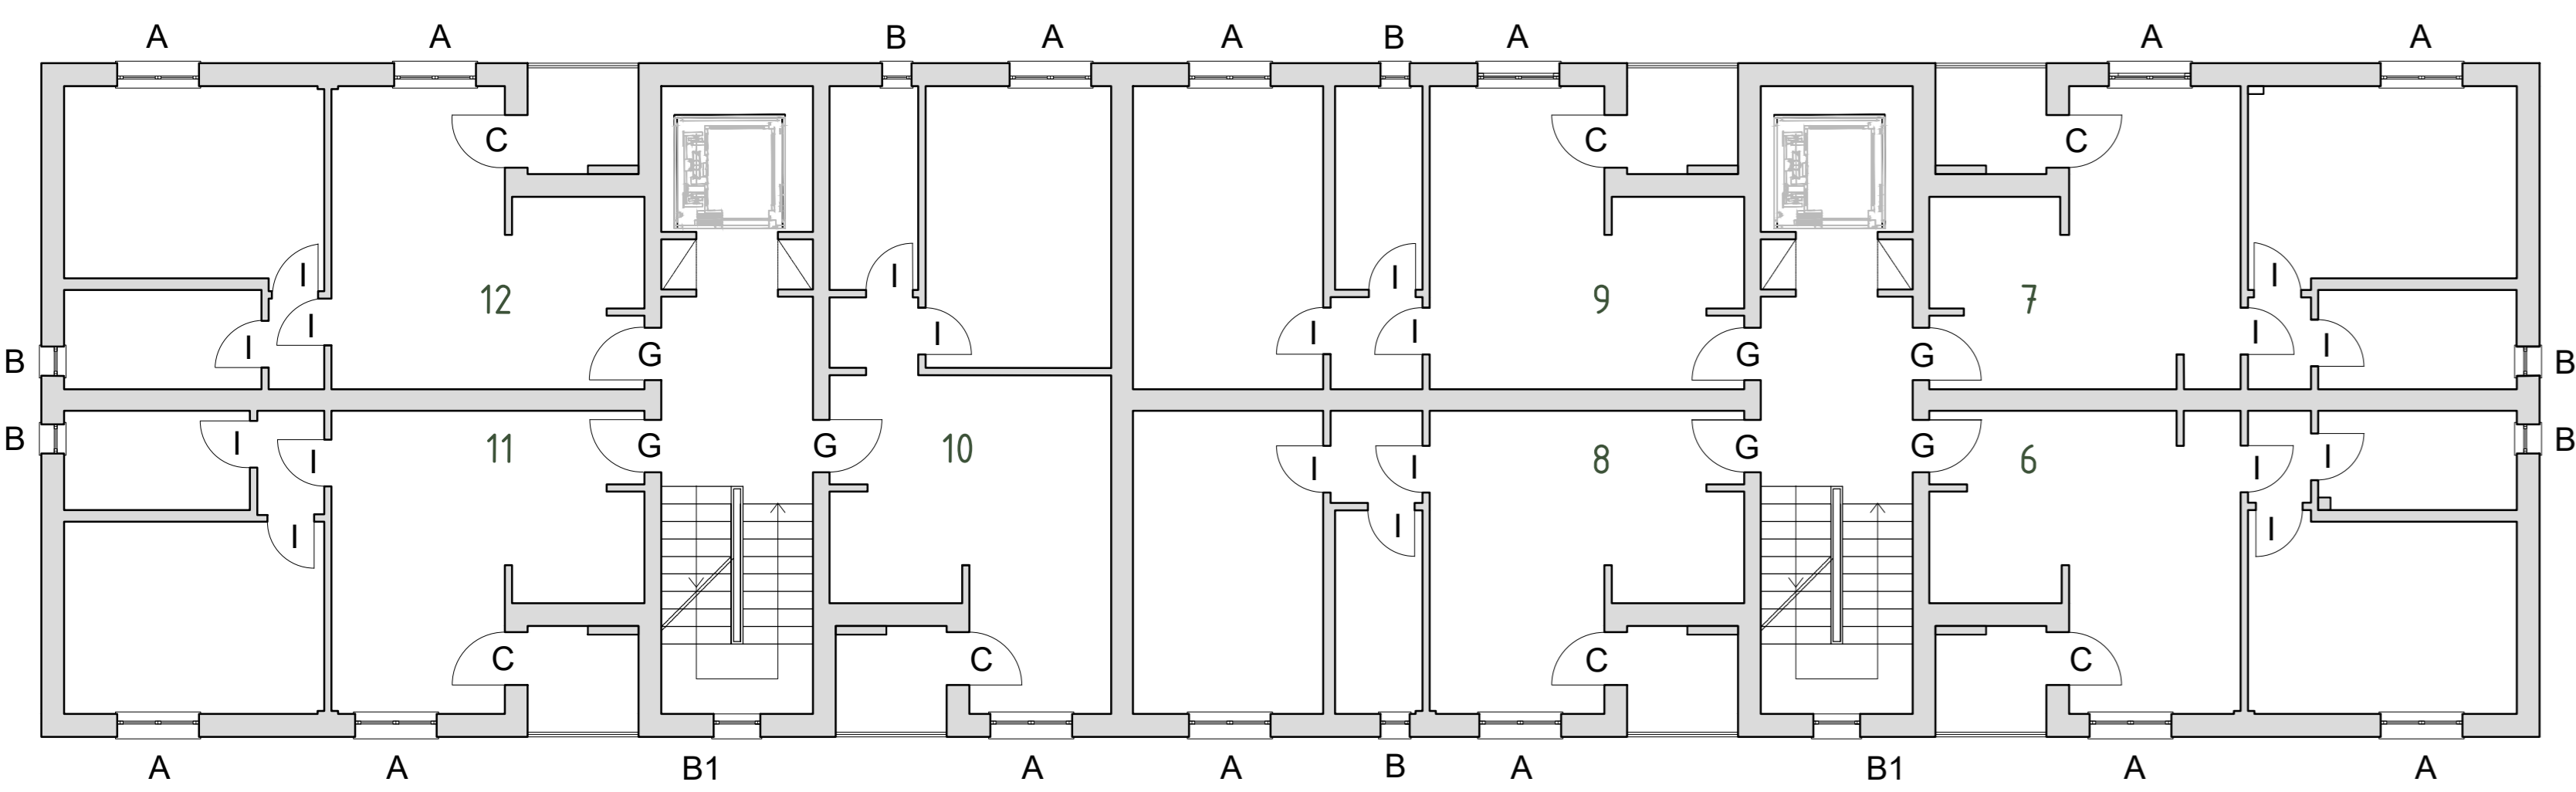 A A B A A B A A A
C C C
I I I I
12 9 7
I I I I I I I
B I G G G B
B I I G G 10 I I G G I I B
11 8 6
I I I
C C C C
A A B1 A A B A B1 A A